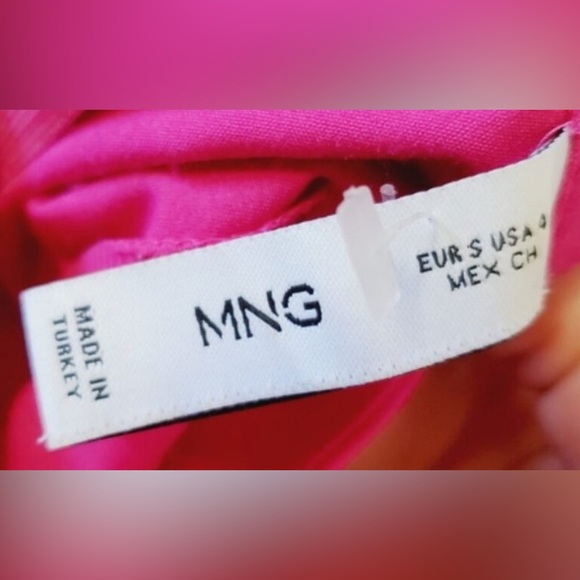 MADE IN
TURKEY
MNG
EUR S USA 4
MEX CH